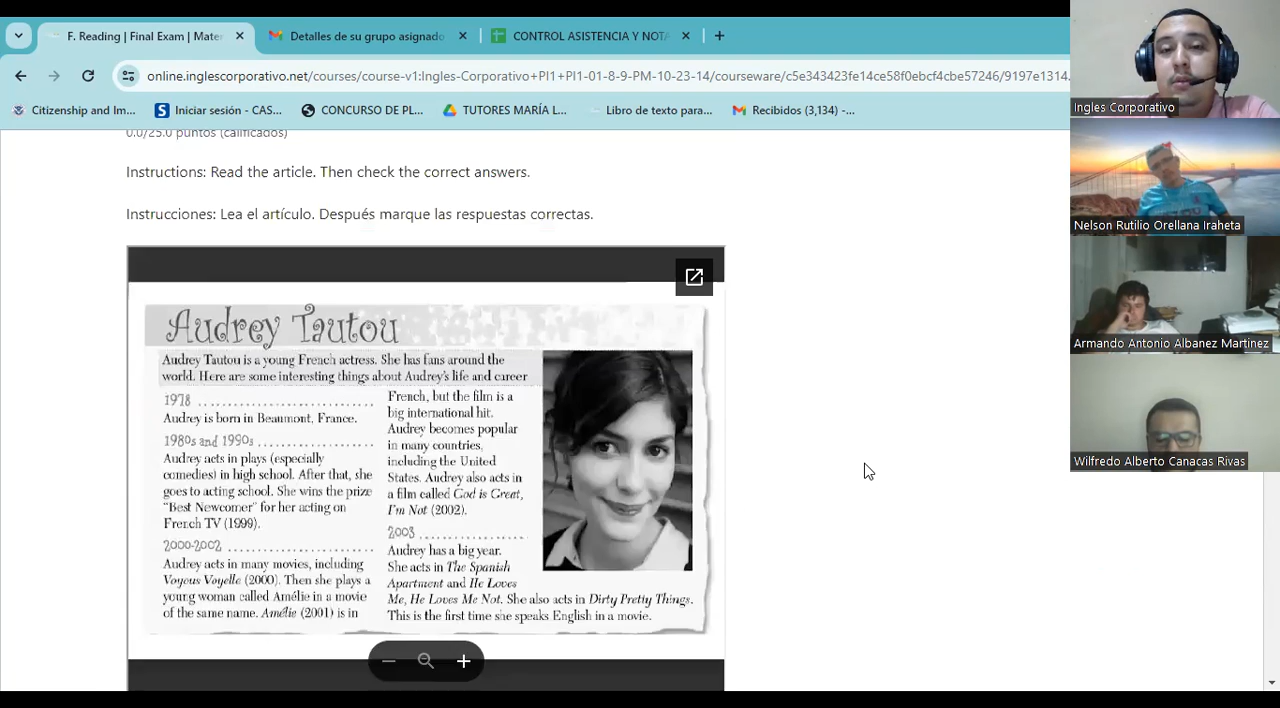 F. Reading | Final Exam | Mater
Detalles de su grupo asignado
CONTROL ASISTENCIA Y NOTA
online.inglescorporativo.net/courses/course-v1:Ingles-Corporativo+PI1+PI1-01-8-9-PM-10-23-14/courseware/c5e343423fe14ce58f0ebcf4cbe57246/9197e1314
Citizenship and Im...
Iniciar sesión - CAS...
CONCURSO DE PL...
TUTORES MARÍA L...
Libro de texto para...
Recibidos (3,134) -...
0.0/25.0 puntos (calificados)
Instructions: Read the article. Then check the correct answers.
Instrucciones: Lea el artículo. Después marque las respuestas correctas.
Audrey Tautou
Audrey Tautou is a young French actress. She has fans around the
world. Here are some interesting things about Audrey's life and career
1978
Audrey is born in Beaumont, France.
1980s and 1990s
Audrey acts in plays (especially
comedies) in high school. After that, she
goes to acting school. She wins the prize
"Best Newcomer" for her acting on
French TV (1999).
2000-2002
Audrey acts in many movies, including
Voyous Voyelle (2000). Then she plays a
young woman called Amélie in a movie
of the same name. Amélie (2001) is in
French, but the film is a
big international hit.
Audrey becomes popular
in many countries,
including the United
States. Audrey also acts in
a film called God is Great,
I'm Not (2002).
2003
Audrey has a big year.
She acts in The Spanish
Apartment and He Loves
Me, He Loves Me Not. She also acts in Dirty Pretty Things.
This is the first time she speaks English in a movie.
Ingles Corporativo
Nelson Rutilio Orellana Iraheta
Armando Antonio Albanez Martinez
Wilfredo Alberto Canacas Rivas